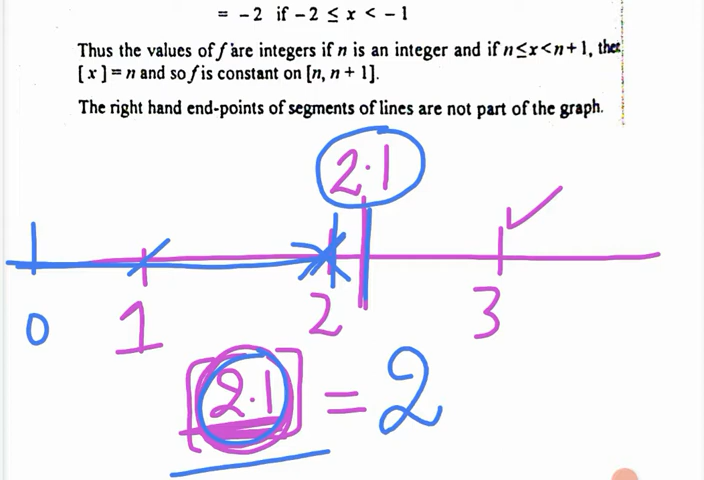 = −2 if −2 ≤ x < −1
Thus the values of f are integers if n is an integer and if n≤x<n+1, then
[x]=n and so f is constant on [n, n + 1].
The right hand end-points of segments of lines are not part of the graph.
2.1
0 1 2 3
[2.1] = 2